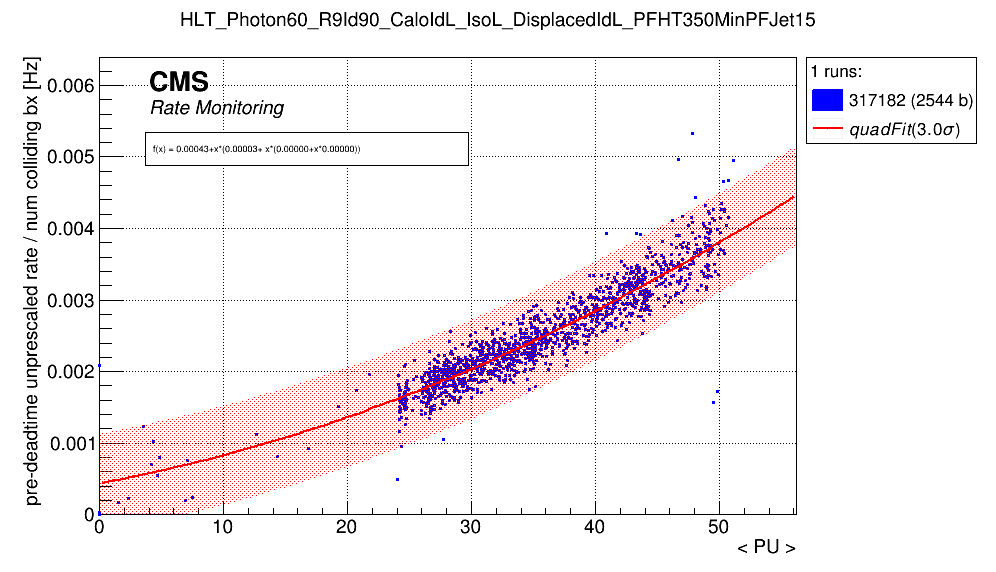 HLT_Photon60_R9Id90_CaloIdL_IsoL_DisplacedIdL_PFHT350MinPFJet15
pre-deadtime unprescaled rate / num colliding bx [Hz]
CMS
Rate Monitoring
f(x) = 0.00043+x*(0.00003+ x*(0.00000+x*0.00000))
1 runs:
317182 (2544 b)
quadFit(3.0σ)
0.006
0.005
0.004
0.003
0.002
0.001
0
0 10 20 30 40 50
< PU >